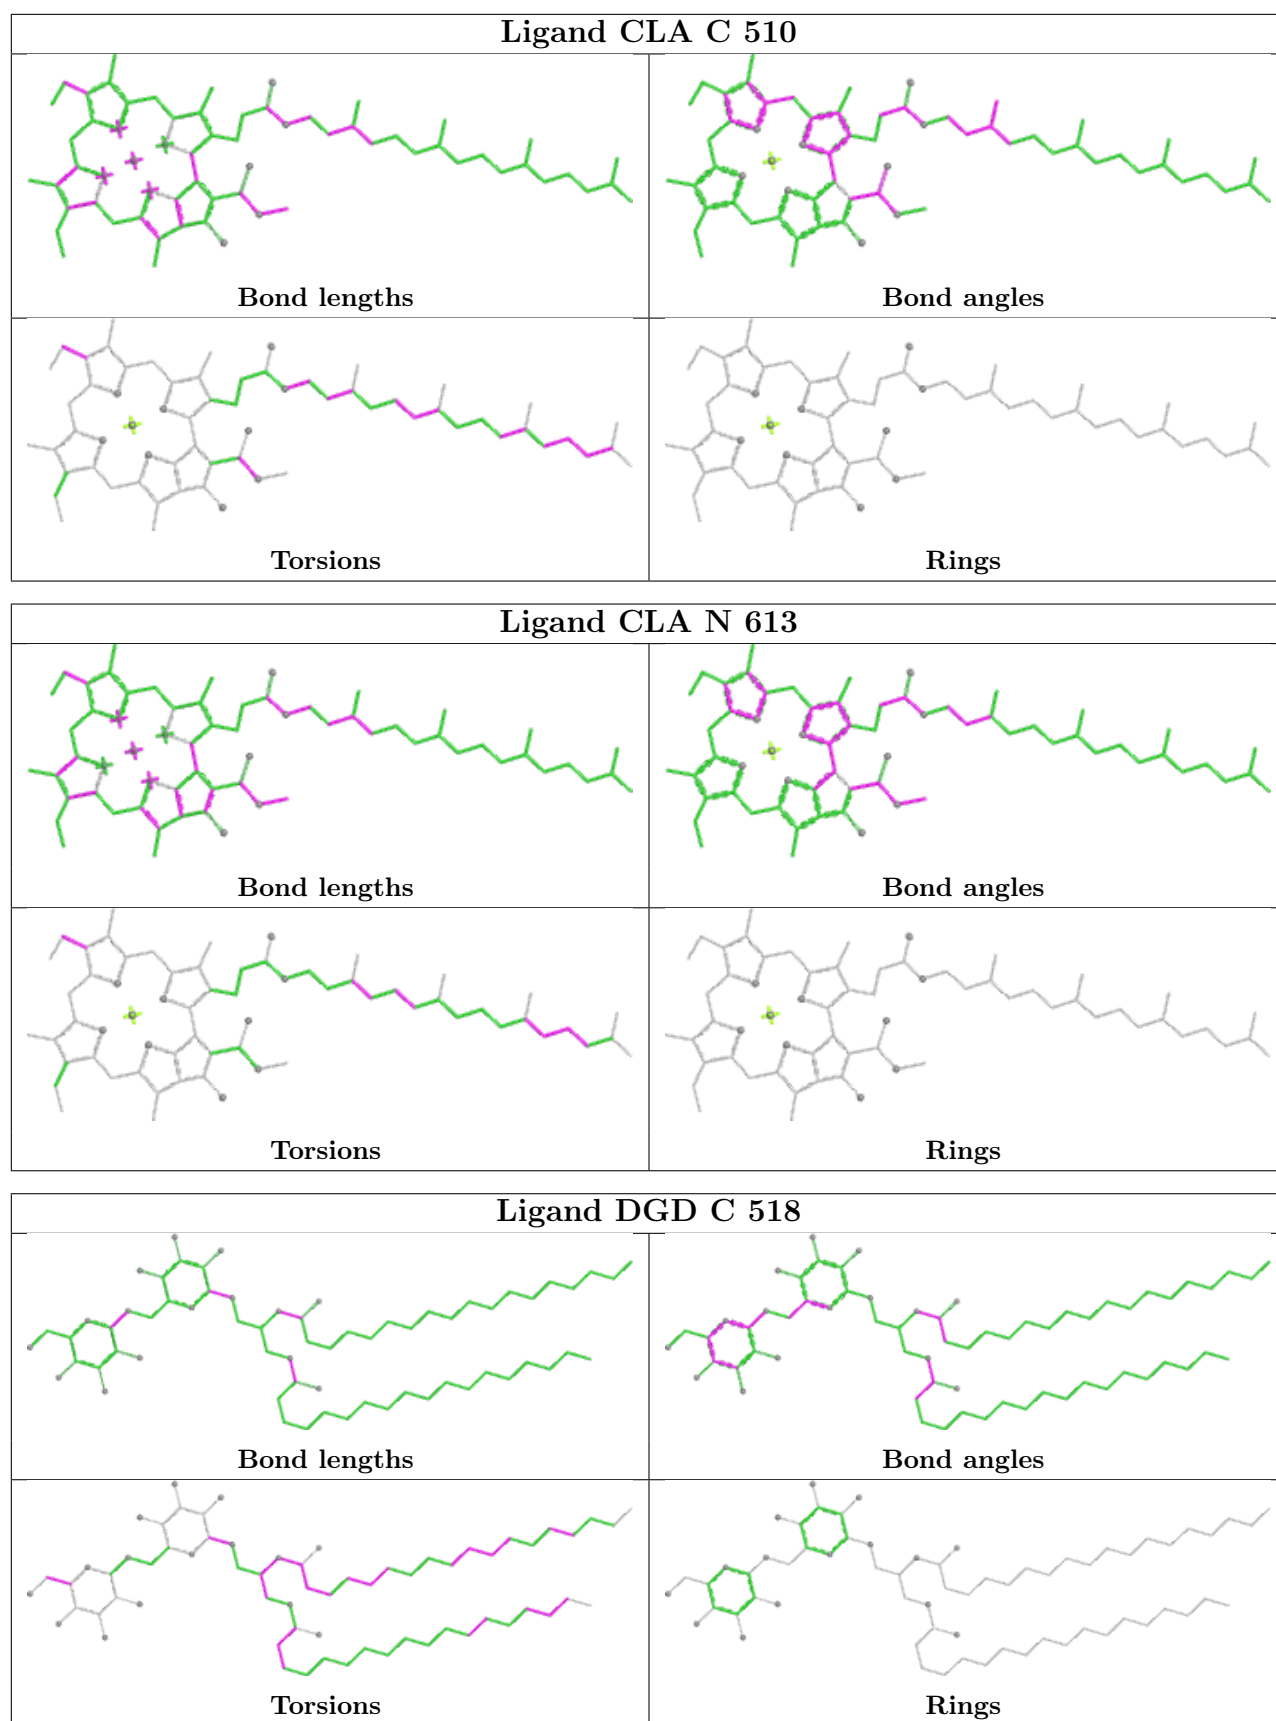 Ligand CLA C 510
Bond lengths
Bond angles
Torsions
Rings
Ligand CLA N 613
Bond lengths
Bond angles
Torsions
Rings
Ligand DGD C 518
Bond lengths
Bond angles
Torsions
Rings